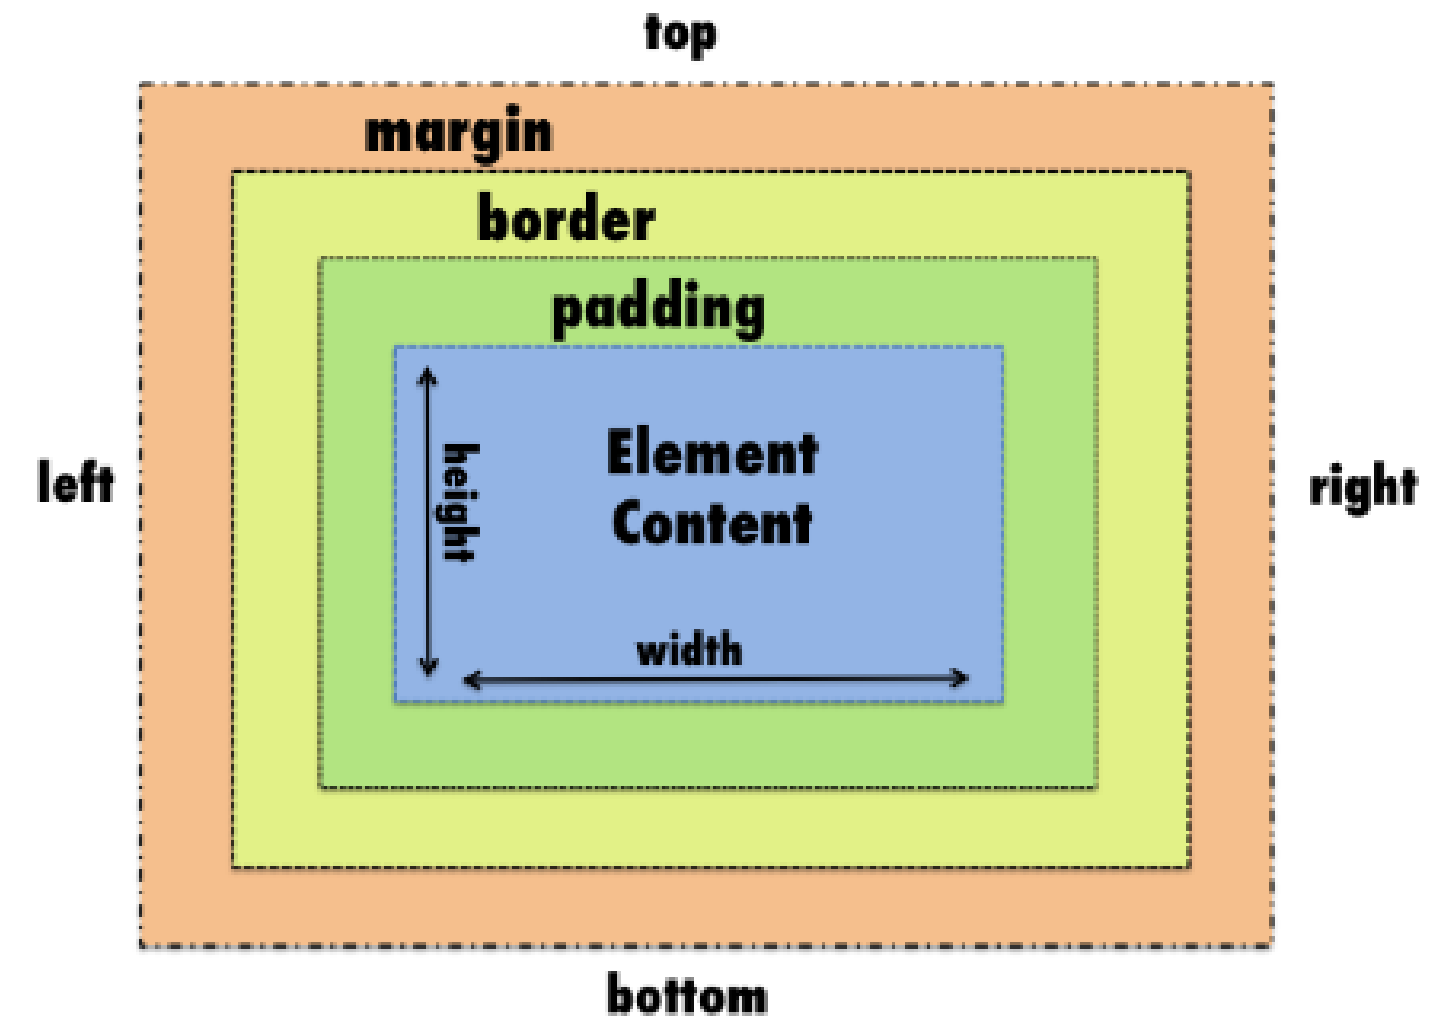 top
margin
border
padding
Element
Content
height
width
left
right
bottom